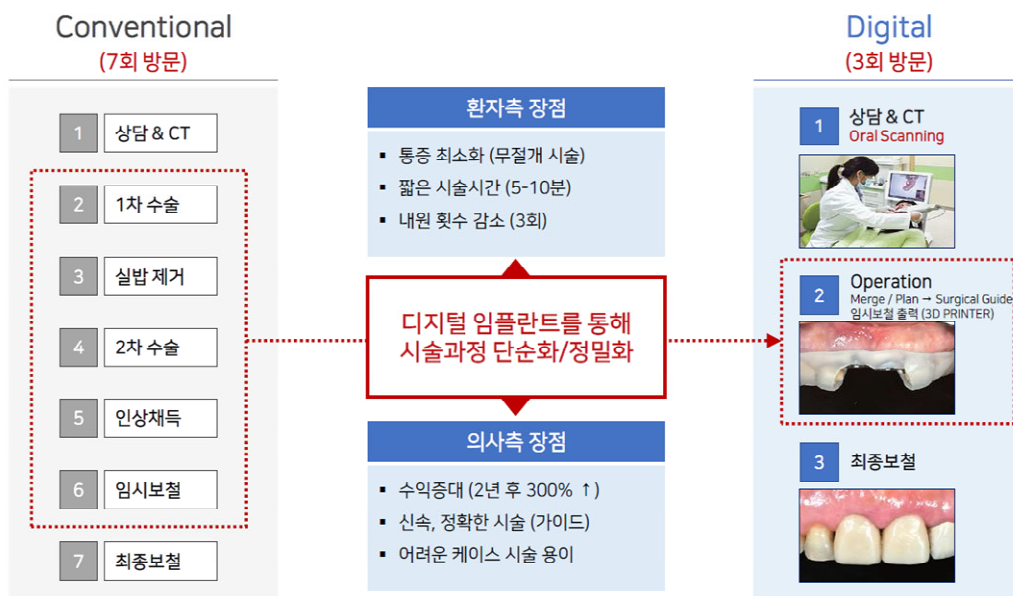 Conventional
(7회 방문)
1 상담 & CT
2 1차 수술
3 실밥 제거
4 2차 수술
5 인상채득
6 임시보철
7 최종보철
환자측 장점
▪ 통증 최소화 (무절개 시술)
▪ 짧은 시술시간 (5-10분)
▪ 내원 횟수 감소 (3회)
디지털 임플란트를 통해
시술과정 단순화/정밀화
의사측 장점
▪ 수익증대 (2년 후 300% ↑)
▪ 신속, 정확한 시술 (가이드)
▪ 어려운 케이스 시술 용이
Digital
(3회 방문)
1 상담 & CT
Oral Scanning
2 Operation
Merge / Plan → Surgical Guide
임시보철 출력 (3D PRINTER)
3 최종보철